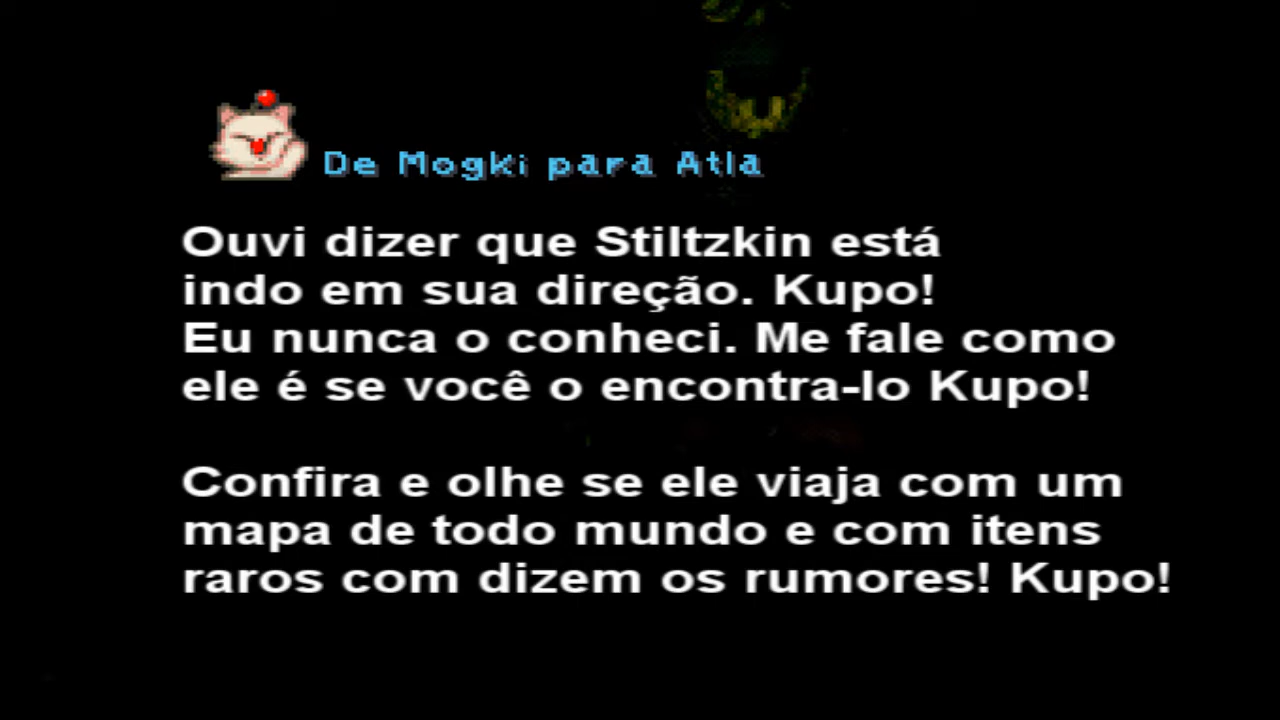 De Mogki para Atla
Ouvi dizer que Stiltzkin está
indo em sua direção. Kupo!
Eu nunca o conheci. Me fale como
ele é se você o encontra-lo Kupo!
Confira e olhe se ele viaja com um
mapa de todo mundo e com itens
raros com dizem os rumores! Kupo!